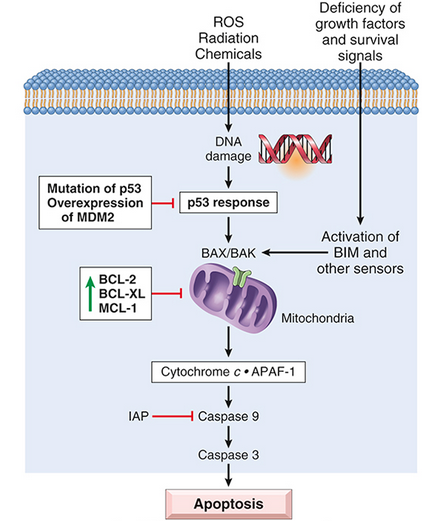 ROS
Radiation
Chemicals
Deficiency of
growth factors
and survival
signals
DNA
damage
Mutation of p53
Overexpression
of MDM2
p53 response
BAX/BAK
Activation of
BIM and
other sensors
BCL-2
BCL-XL
MCL-1
Mitochondria
Cytochrome c • APAF-1
IAP
Caspase 9
Caspase 3
Apoptosis